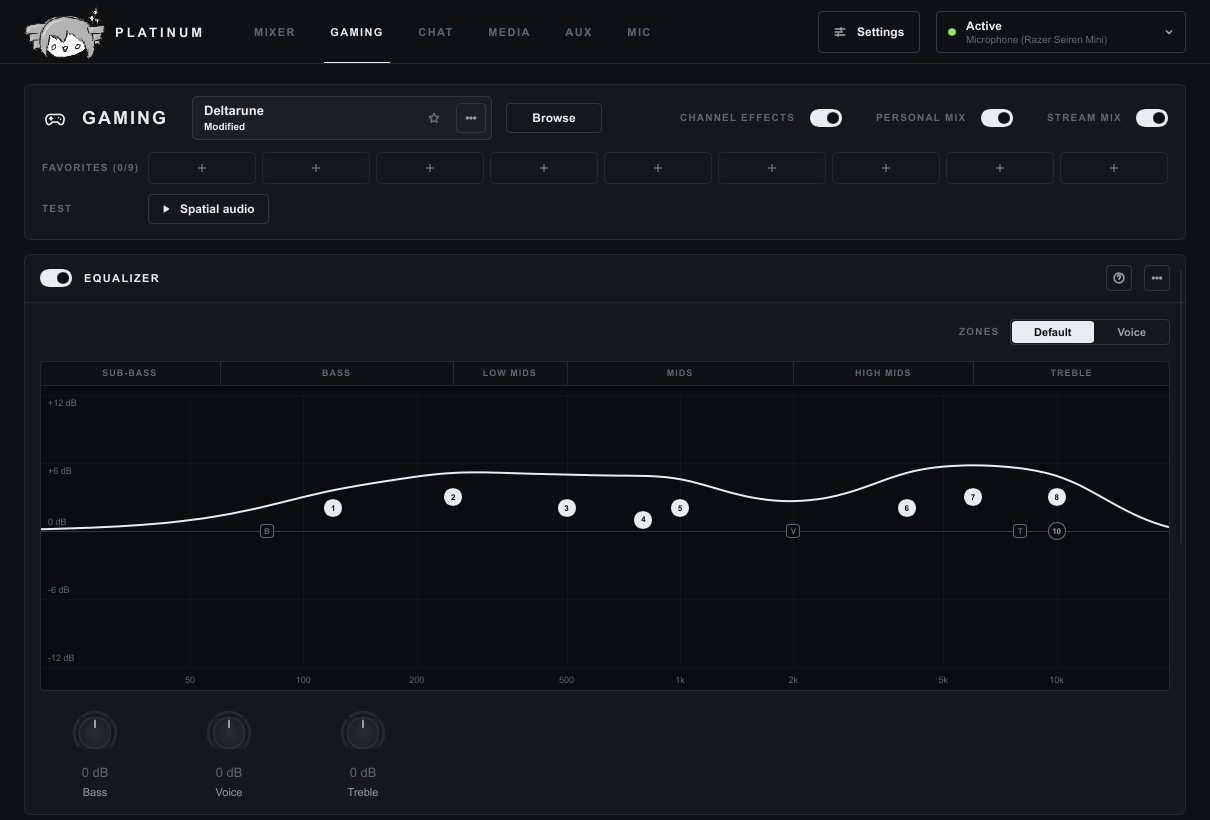 PLATINUM
MIXER GAMING CHAT MEDIA AUX MIC
Settings
Active
Microphone (Razer Seiren Mini)
GAMING
Deltarune
Modified
Browse
CHANNEL EFFECTS
PERSONAL MIX
STREAM MIX
FAVORITES (0/9) + + + + + + + + +
TEST
Spatial audio
EQUALIZER
ZONES Default Voice
SUB-BASS BASS LOW MIDS MIDS HIGH MIDS TREBLE
+12 dB
+6 dB
0 dB
-6 dB
-12 dB
1 2 3 4 5 6 7 8
B V T 10
50 100 200 500 1k 2k 5k 10k
0 dB 0 dB 0 dB
Bass Voice Treble